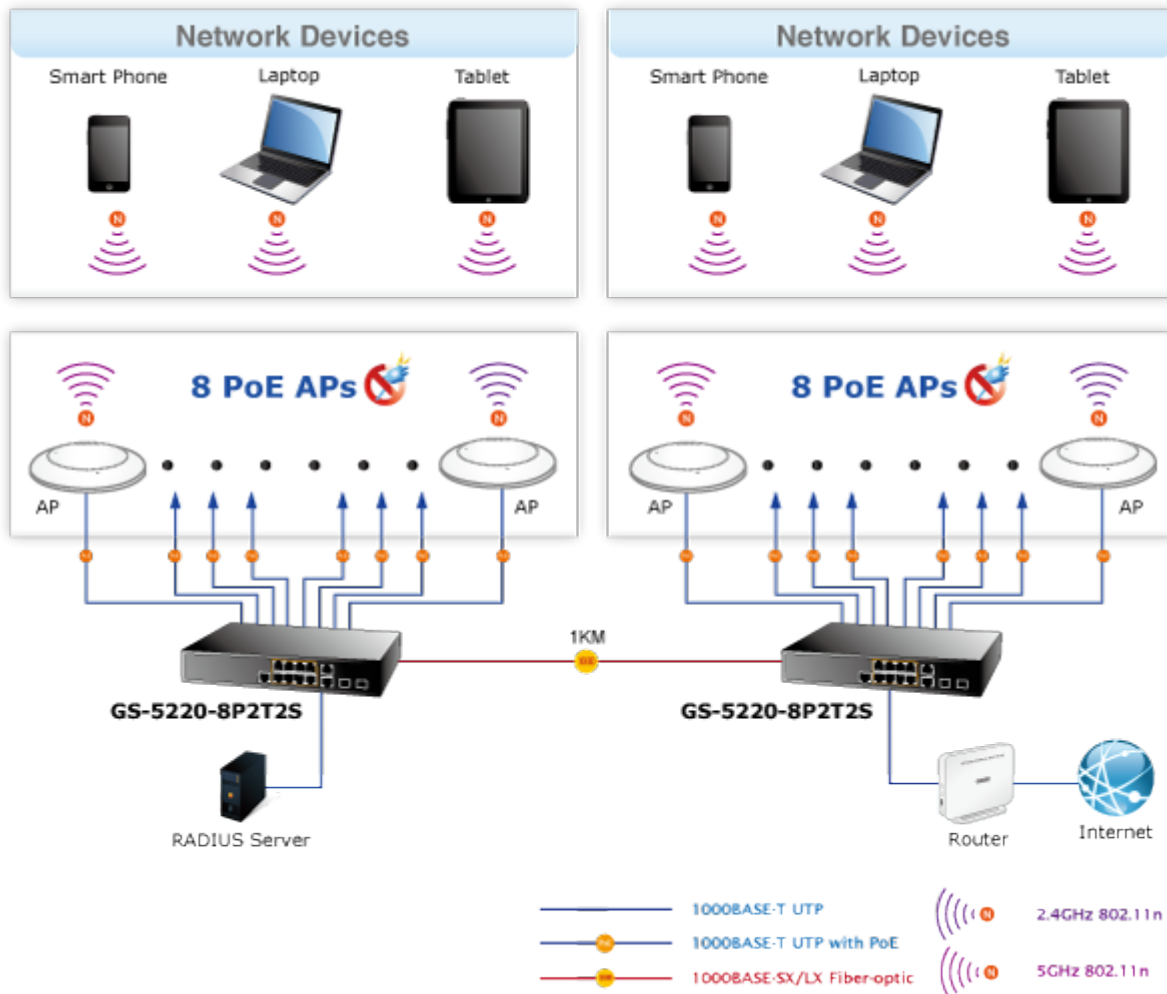 Network Devices
Smart Phone
Laptop
Tablet
N
N
N
Network Devices
Smart Phone
Laptop
Tablet
N
N
N
8 PoE APs
N
N
AP
AP
8 PoE APs
N
N
AP
AP
1KM
GS-5220-8P2T2S
GS-5220-8P2T2S
RADIUS Server
Router
Internet
1000BASE-T UTP
1000BASE-T UTP with PoE
1000BASE-SX/LX Fiber-optic
N
2.4GHz 802.11n
N
5GHz 802.11n